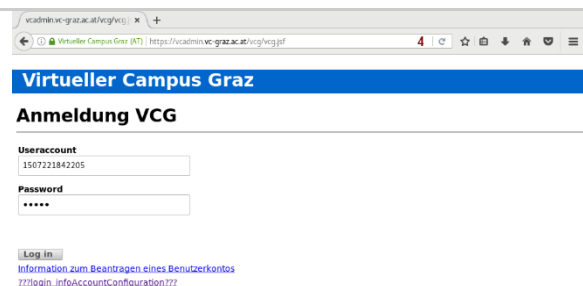 vcadmin.vc-graz.ac.at/vcg/vcg.j
Virtueller Campus Graz (AT) https://vcadmin.vc-graz.ac.at/vcg/vcg.jsf 4
Virtueller Campus Graz
Anmeldung VCG
Useraccount
1507221842205
Password
•••••
Log in
Information zum Beantragen eines Benutzerkontos
???login_infoAccountConfiguration???